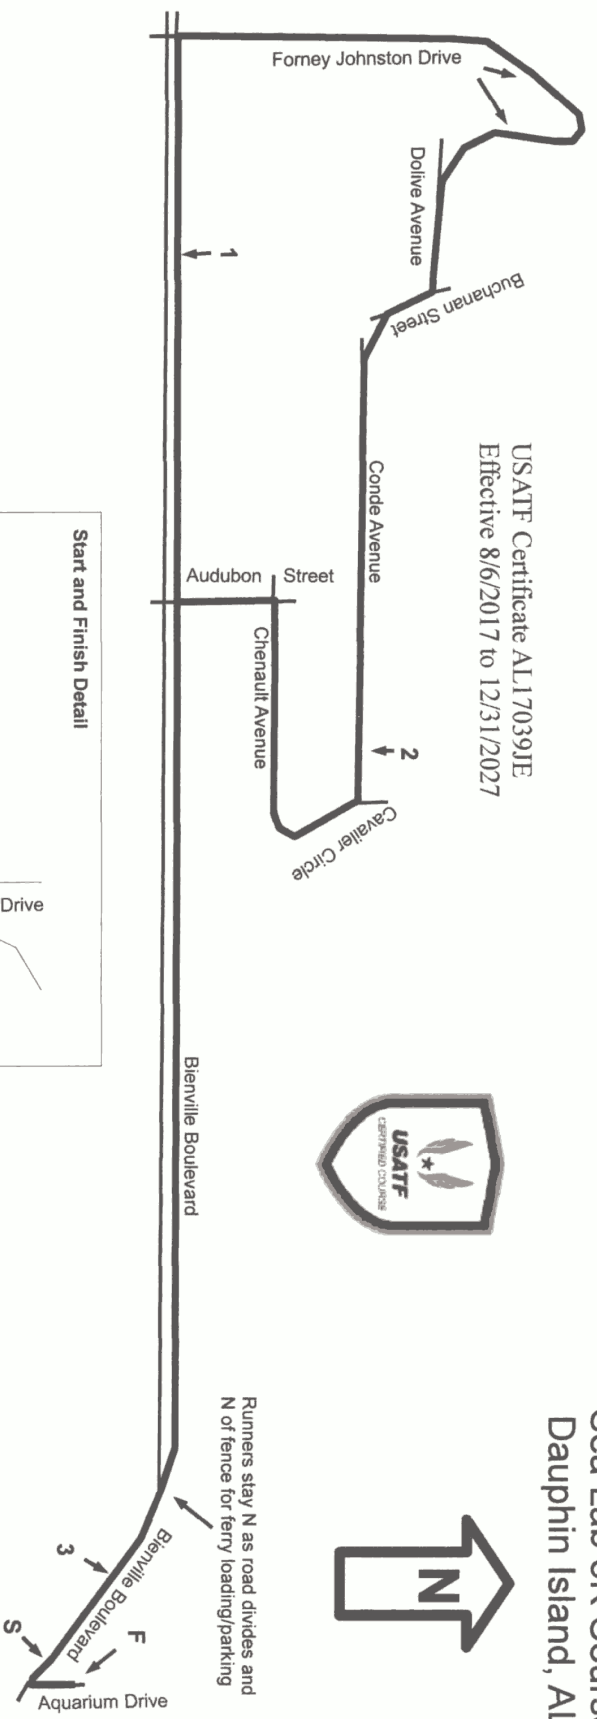 Dauphin Island, AL
USATF Certificate AL17039JE
Effective 8/6/2017 to 12/31/2027
N
USATF
CERTIFIED COURSE
Forney Johnston Drive
Dolive Avenue
Buchanan Street
Conde Avenue
2
Cavalier Circle
Audubon Street
Chenault Avenue
1
Bienville Boulevard
Runners stay N as road divides and
N of fence for ferry loading/parking
Bienville Boulevard
3
F
S
Aquarium Drive
Start and Finish Detail
Drive